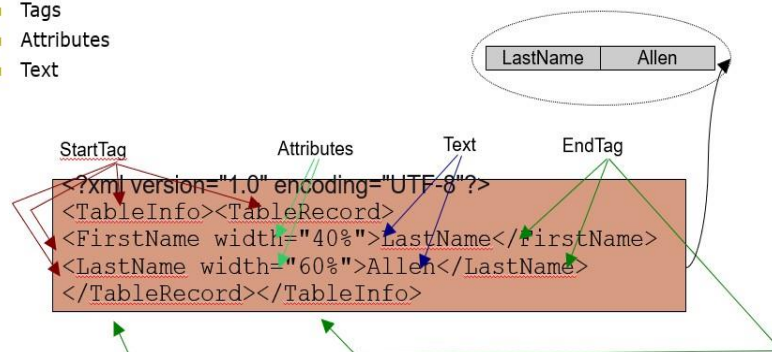 Tags
Attributes
Text
LastName Allen
StartTag Attributes Text EndTag
<?xml version="1.0" encoding="UTF-8"?>
<TableInfo><TableRecord>
<FirstName width="40%">LastName</FirstName>
<LastName width="60%">Allen</LastName>
</TableRecord></TableInfo>